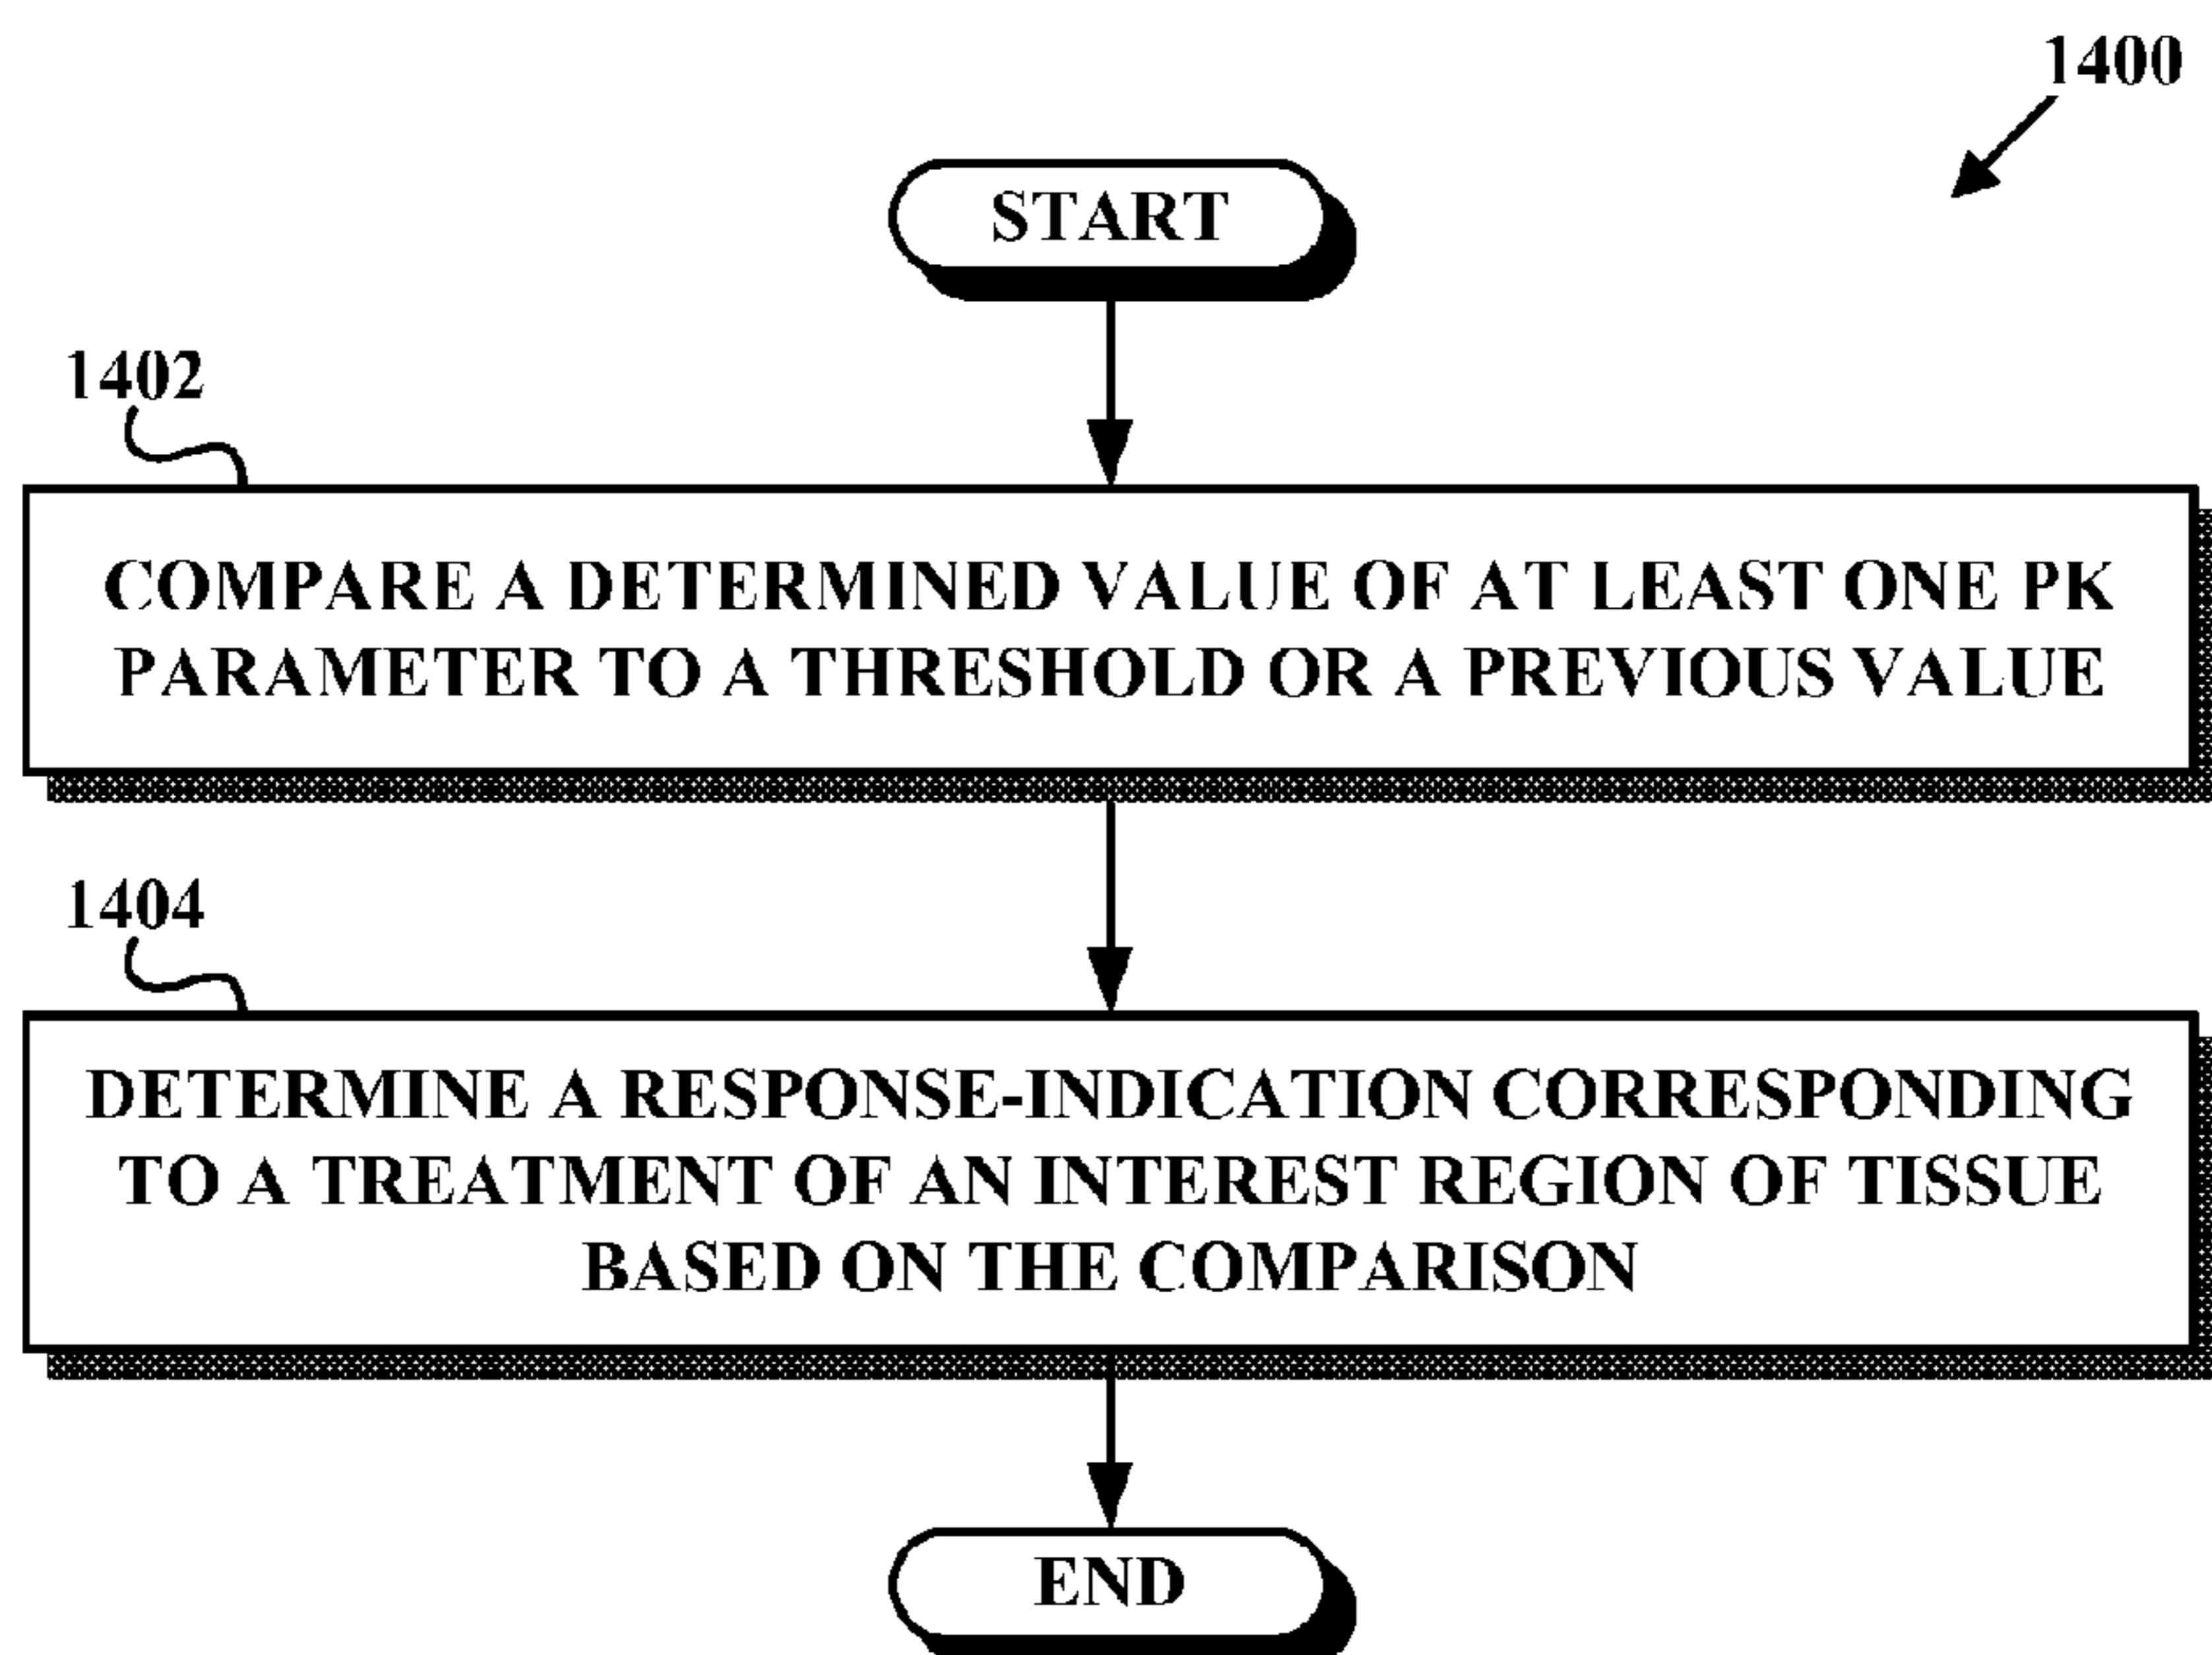 1400
START
1402
COMPARE A DETERMINED VALUE OF AT LEAST ONE PK
PARAMETER TO A THRESHOLD OR A PREVIOUS VALUE
1404
DETERMINE A RESPONSE-INDICATION CORRESPONDING
TO A TREATMENT OF AN INTEREST REGION OF TISSUE
BASED ON THE COMPARISON
END